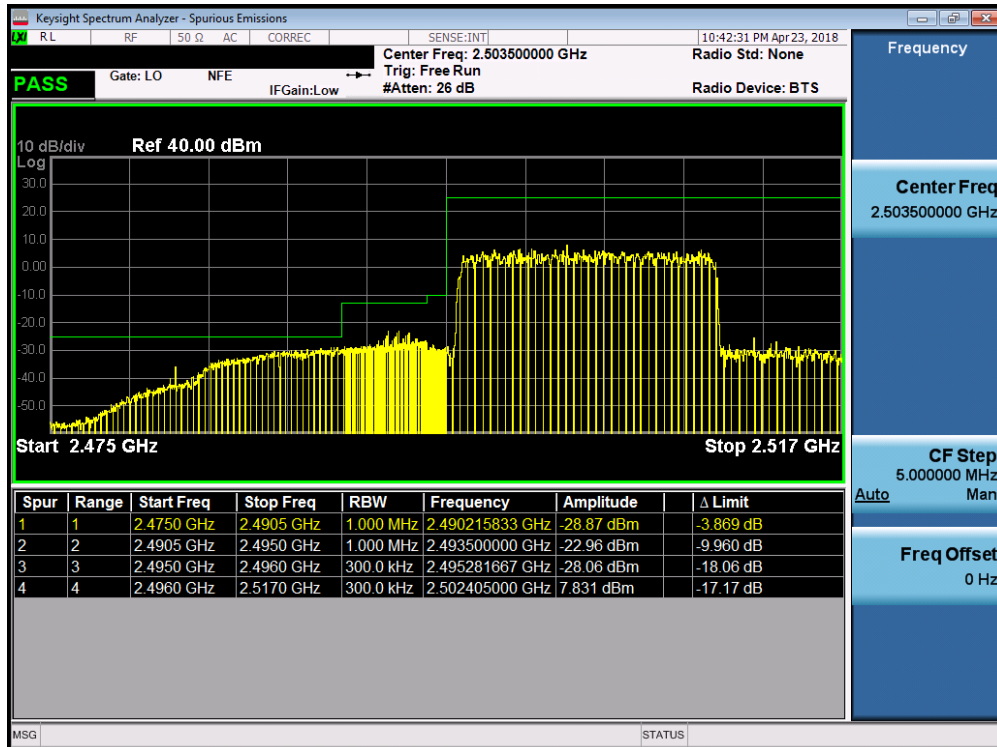 Keysight Spectrum Analyzer - Spurious Emissions
LXI RL RF 50 Ω AC CORREC SENSE:INT 10:42:31 PM Apr 23, 2018
Center Freq: 2.503500000 GHz Radio Std: None
PASS Gate: LO NFE Trig: Free Run
IFGain:Low #Atten: 26 dB Radio Device: BTS
10 dB/div Ref 40.00 dBm
Log
30.0
20.0
10.0
0.00
-10.0
-20.0
-30.0
-40.0
-50.0
Start 2.475 GHz Stop 2.517 GHz
Spur Range Start Freq Stop Freq RBW Frequency Amplitude Δ Limit
1 1 2.4750 GHz 2.4905 GHz 1.000 MHz 2.490215833 GHz -28.87 dBm -3.869 dB
2 2 2.4905 GHz 2.4950 GHz 1.000 MHz 2.493500000 GHz -22.96 dBm -9.960 dB
3 3 2.4950 GHz 2.4960 GHz 300.0 kHz 2.495281667 GHz -28.06 dBm -18.06 dB
4 4 2.4960 GHz 2.5170 GHz 300.0 kHz 2.502405000 GHz 7.831 dBm -17.17 dB
MSG STATUS
Frequency
Center Freq
2.503500000 GHz
CF Step
5.000000 MHz
Auto Man
Freq Offset
0 Hz